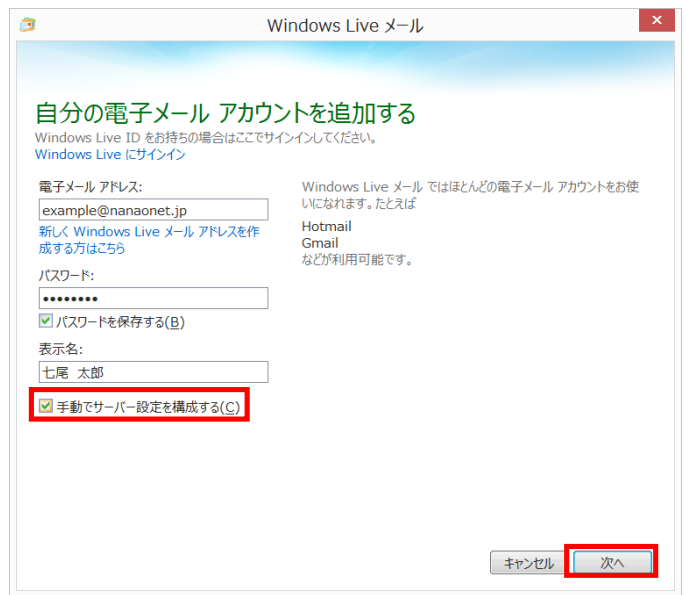 Windows Live メール
自分の電子メール アカウントを追加する
Windows Live ID をお持ちの場合はここでサインインしてください。
Windows Live にサインイン
電子メール アドレス:
example@nanaonet.jp
新しく Windows Live メール アドレスを作
成する方はこちら
パスワード:
••••••••
パスワードを保存する(B)
表示名:
七尾 太郎
手動でサーバー設定を構成する(C)
Windows Live メール ではほとんどの電子メール アカウントをお使
いになれます。たとえば
Hotmail
Gmail
などが利用可能です。
キャンセル
次へ